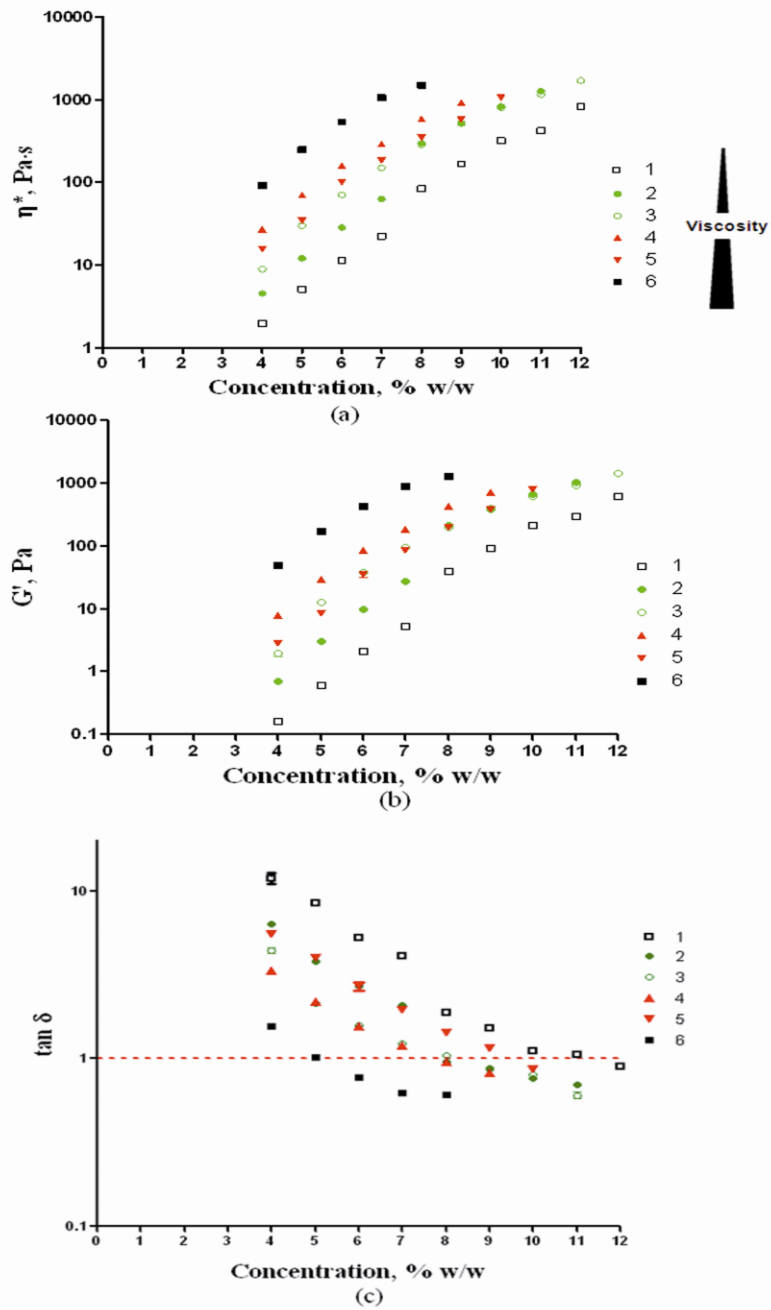 10000
1000
100
10
1
η*, Pa·s
0 1 2 3 4 5 6 7 8 9 10 11 12
Concentration, % w/w
(a)
1
2
3
4
5
6
Viscosity
10000
1000
100
10
1
0.1
G', Pa
0 1 2 3 4 5 6 7 8 9 10 11 12
Concentration, % w/w
(b)
1
2
3
4
5
6
10
1
0.1
tan δ
0 1 2 3 4 5 6 7 8 9 10 11 12
Concentration, % w/w
(c)
1
2
3
4
5
6